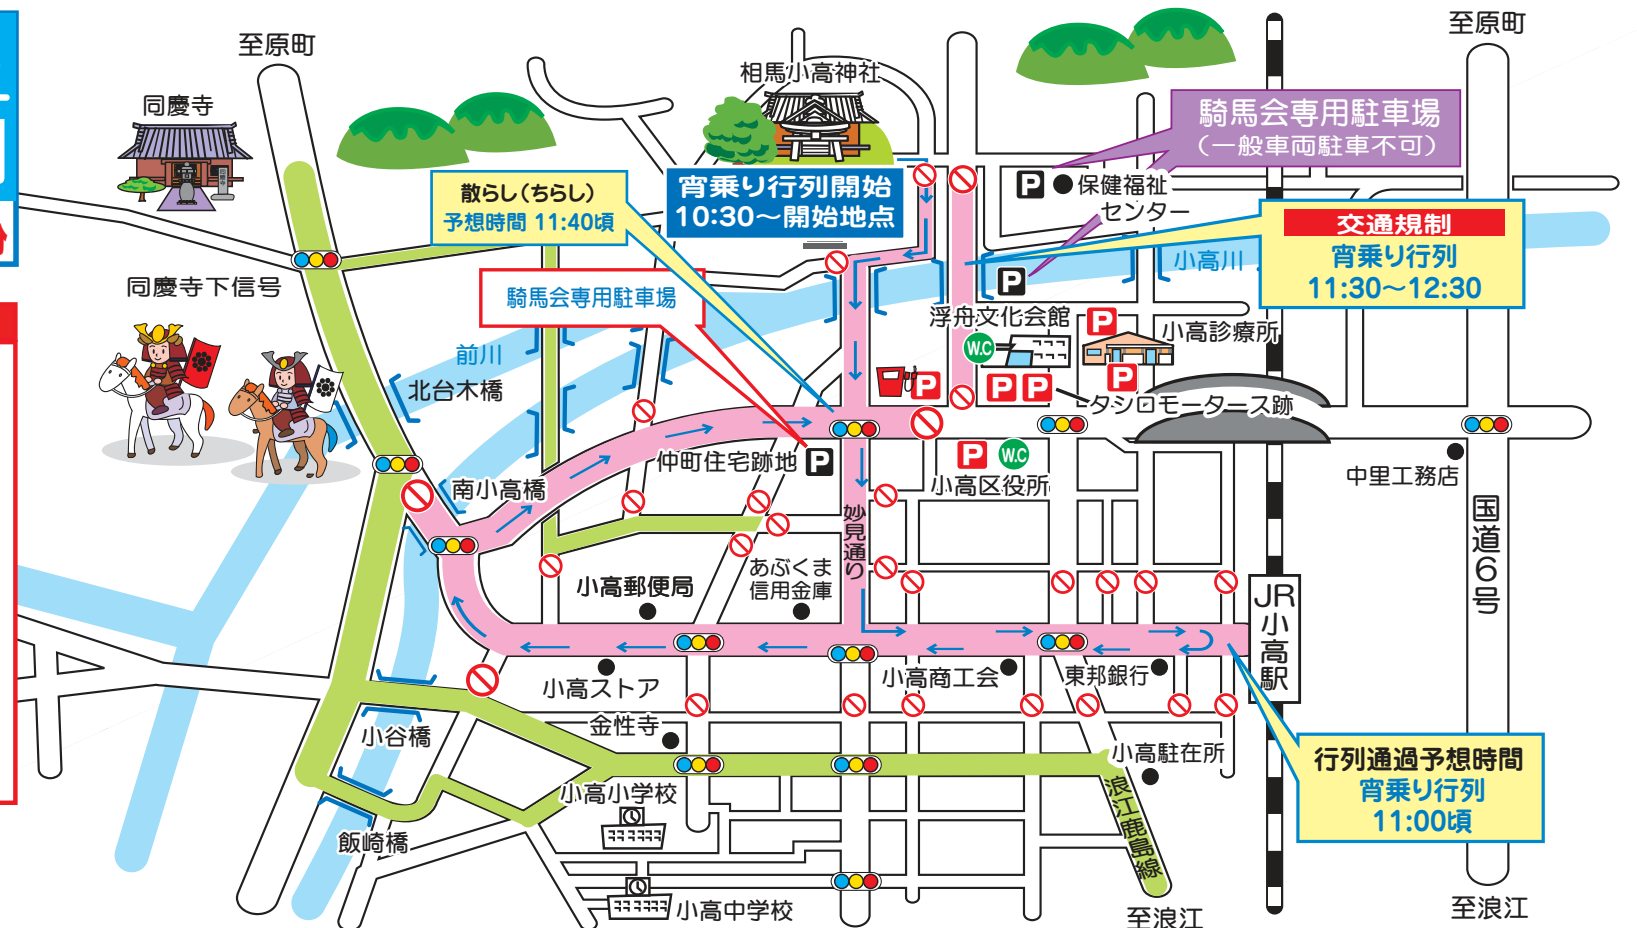 至原町
至原町
同慶寺
相馬小高神社
騎馬会専用駐車場
（一般車両駐車不可）
散らし（ちらし）
予想時間 11:40頃
宵乗り行列開始
10:30～開始地点
P
保健福祉
センター
交通規制
宵乗り行列
11:30～12:30
小高川
同慶寺下信号
騎馬会専用駐車場
P
浮舟文化会館
P
小高診療所
W.C
前川
北台木橋
P
P
P
P
タシロモータース跡
仲町住宅跡地
P
P
W.C
小高区役所
中里工務店
南小高橋
妙見通り
国道6号
小高郵便局
あぶくま
信用金庫
JR小高駅
小高ストア
小高商工会
東邦銀行
金性寺
小谷橋
小高駐在所
行列通過予想時間
宵乗り行列
11:00頃
小高小学校
浪江鹿島線
飯崎橋
小高中学校
至浪江
至浪江